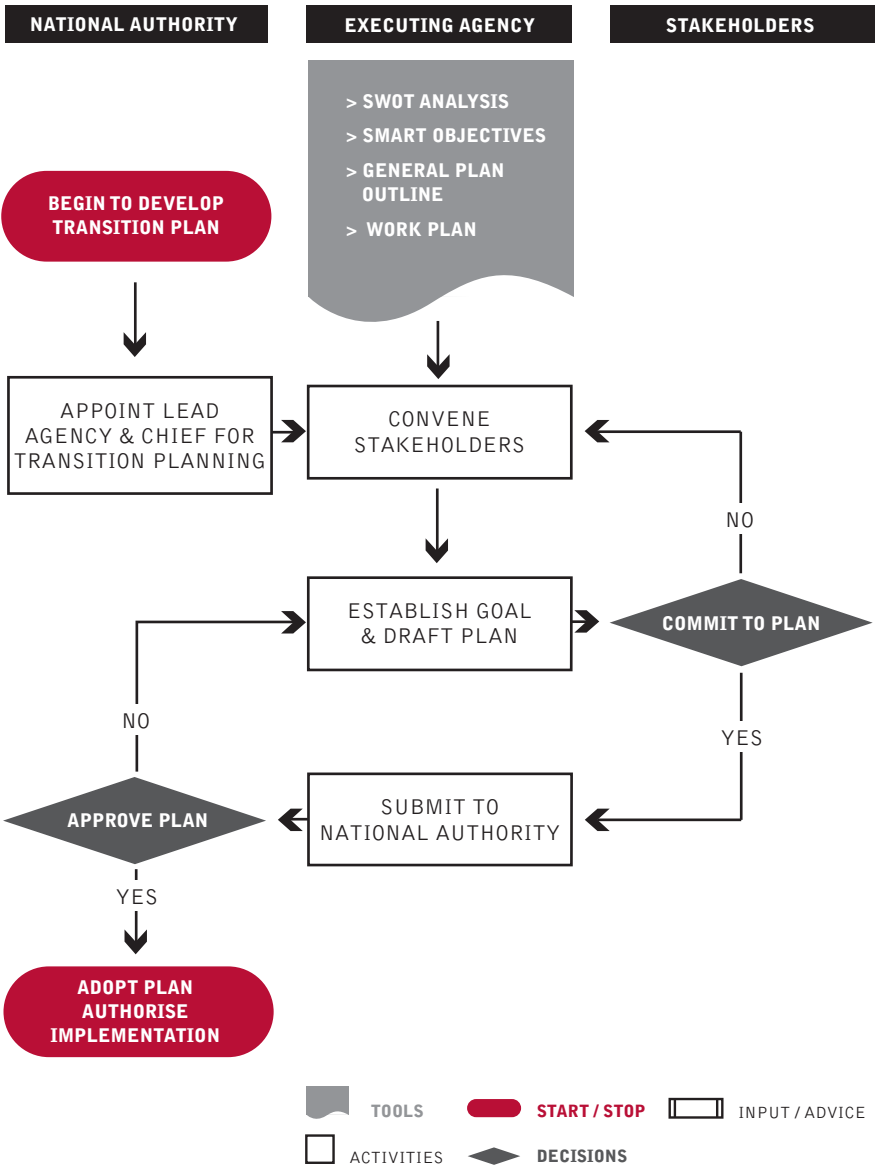 NATIONAL AUTHORITY
EXECUTING AGENCY
STAKEHOLDERS
> SWOT ANALYSIS
> SMART OBJECTIVES
> GENERAL PLAN
OUTLINE
> WORK PLAN
BEGIN TO DEVELOP
TRANSITION PLAN
APPOINT LEAD
AGENCY & CHIEF FOR
TRANSITION PLANNING
CONVENE
STAKEHOLDERS
NO
ESTABLISH GOAL
& DRAFT PLAN
COMMIT TO PLAN
NO
YES
APPROVE PLAN
SUBMIT TO
NATIONAL AUTHORITY
YES
ADOPT PLAN
AUTHORISE
IMPLEMENTATION
TOOLS
START / STOP
INPUT / ADVICE
ACTIVITIES
DECISIONS